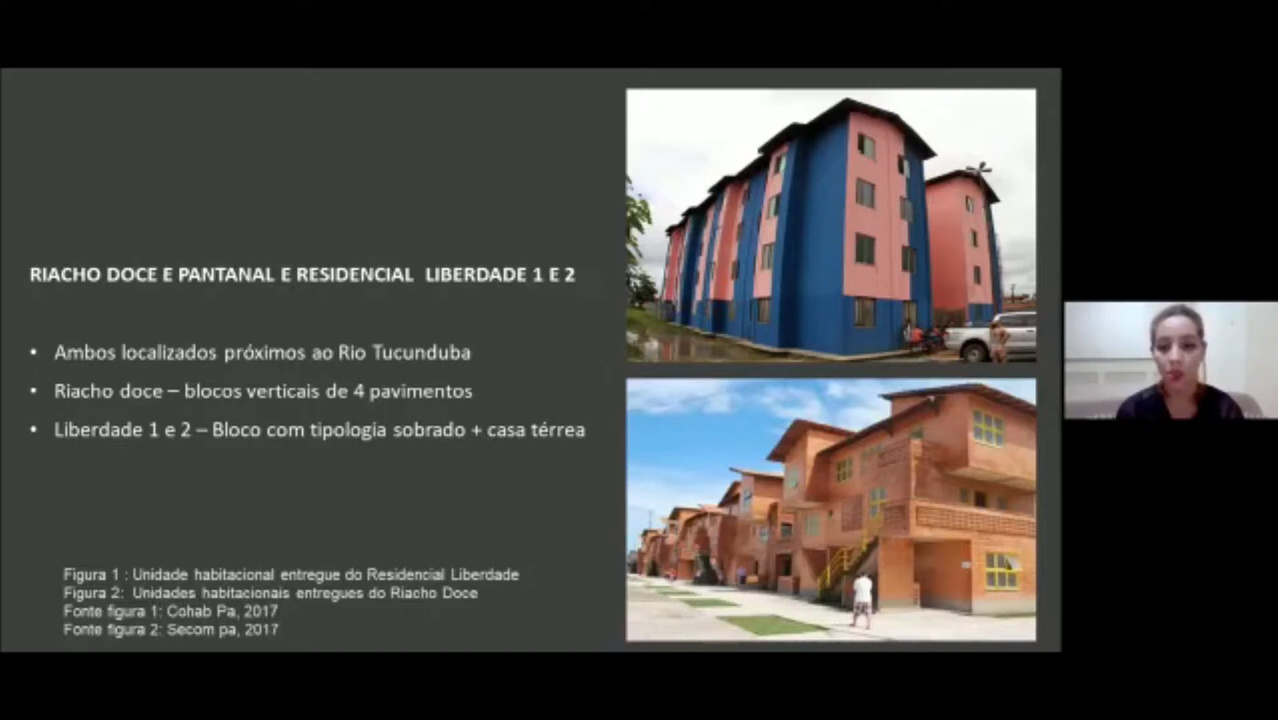 RIACHO DOCE E PANTANAL E RESIDENCIAL LIBERDADE 1 E 2
• Ambos localizados próximos ao Rio Tucunduba
• Riacho doce – blocos verticais de 4 pavimentos
• Liberdade 1 e 2 – Bloco com tipologia sobrado + casa térrea
Figura 1 : Unidade habitacional entregue do Residencial Liberdade
Figura 2: Unidades habitacionais entregues do Riacho Doce
Fonte figura 1: Cohab Pa, 2017
Fonte figura 2: Secom pa, 2017